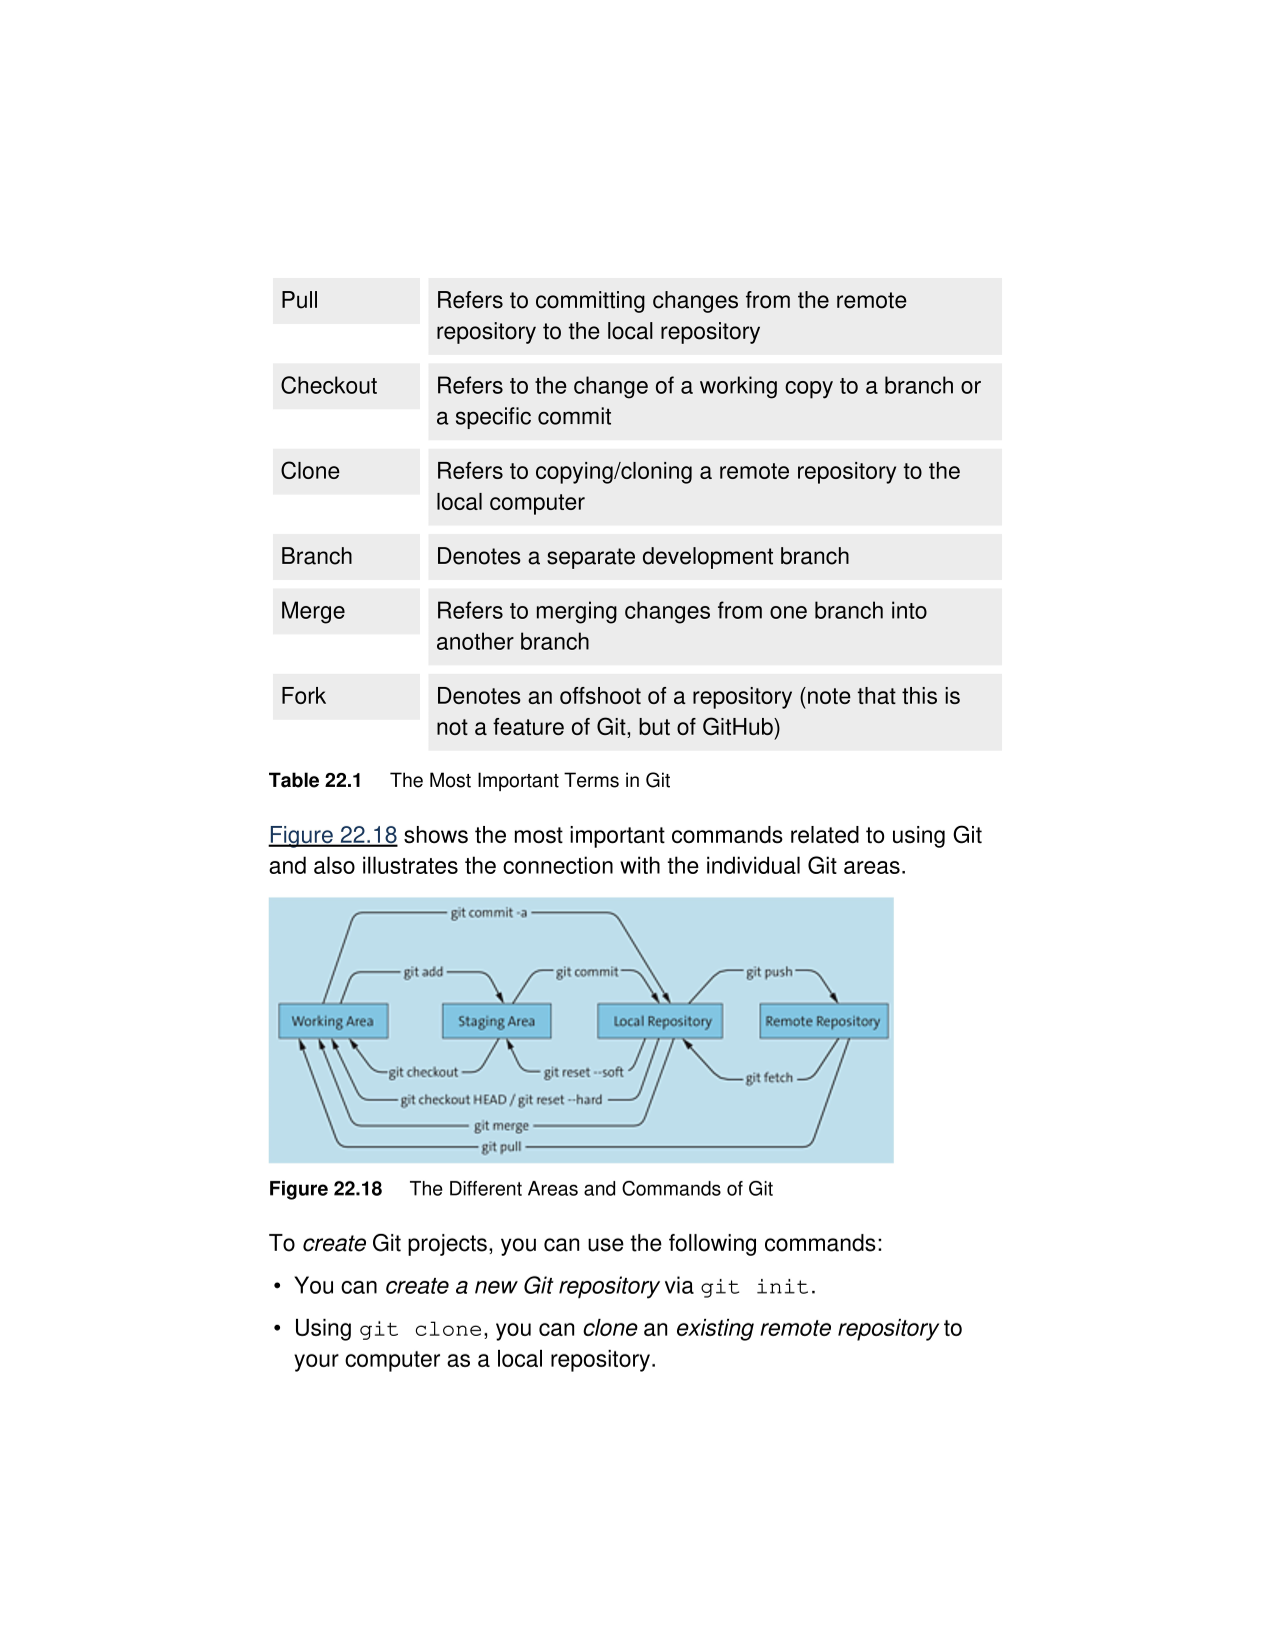 Pull
Refers to committing changes from the remote
repository to the local repository
Checkout
Refers to the change of a working copy to a branch or
a specific commit
Clone
Refers to copying/cloning a remote repository to the
local computer
Branch
Denotes a separate development branch
Merge
Refers to merging changes from one branch into
another branch
Fork
Denotes an offshoot of a repository (note that this is
not a feature of Git, but of GitHub)
Table 22.1 The Most Important Terms in Git
Figure 22.18 shows the most important commands related to using Git
and also illustrates the connection with the individual Git areas.
git commit -a
git add
git commit
git push
Working Area
Staging Area
Local Repository
Remote Repository
git checkout
git reset --soft
git fetch
git checkout HEAD / git reset --hard
git merge
git pull
Figure 22.18 The Different Areas and Commands of Git
To create Git projects, you can use the following commands:
• You can create a new Git repository via git init.
• Using git clone, you can clone an existing remote repository to
your computer as a local repository.